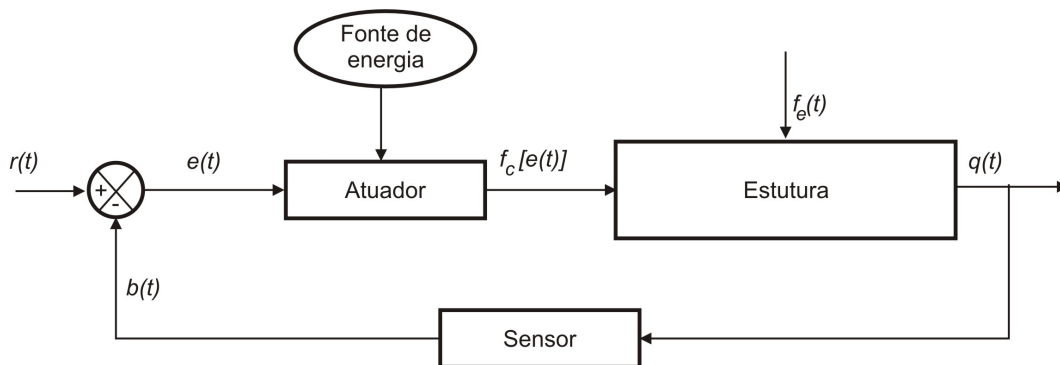 Fonte de
energia
f_e(t)
r(t)
e(t)
f_c[e(t)]
q(t)
+
-
Atuador
Estutura
b(t)
Sensor